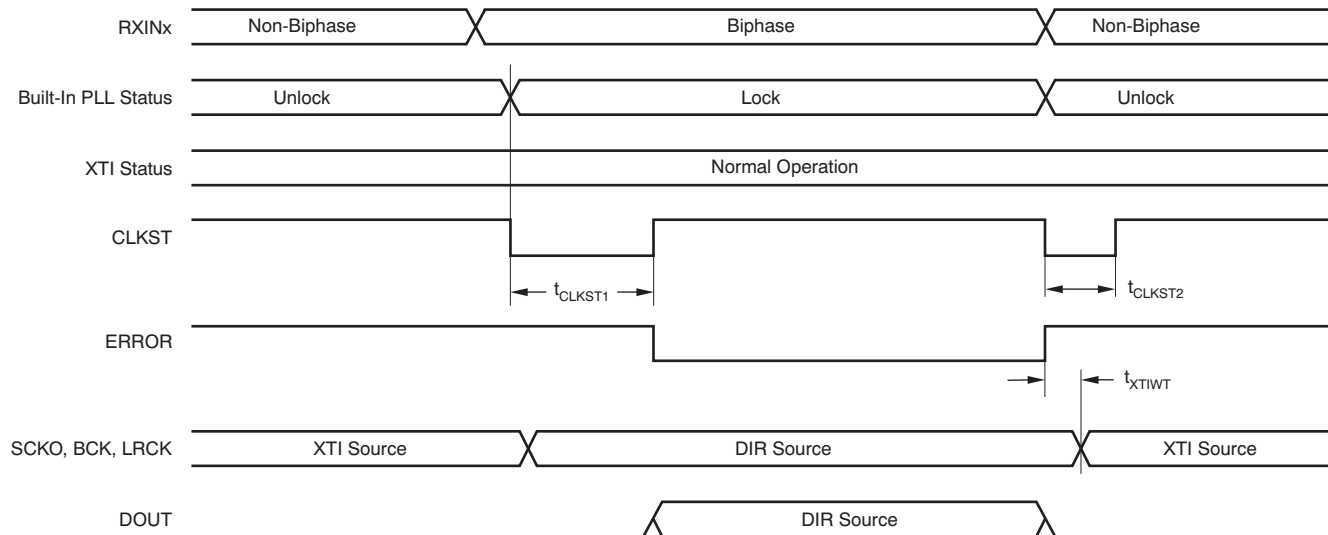 RXINx Non-Biphase Biphase Non-Biphase
Built-In PLL Status Unlock Lock Unlock
XTI Status Normal Operation
CLKST
tCLKST1 tCLKST2
ERROR
tXTIWT
SCKO, BCK, LRCK XTI Source DIR Source XTI Source
DOUT DIR Source